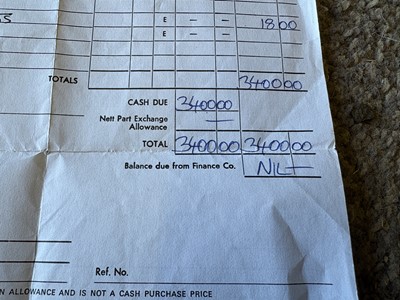 E - - 18.00
E - -
TOTALS 3400.00
CASH DUE 3400.00
Nett Part Exchange
Allowance —
TOTAL 3400.00 3400.00
Balance due from Finance Co. NIL —
Ref. No.
N ALLOWANCE AND IS NOT A CASH PURCHASE PRICE